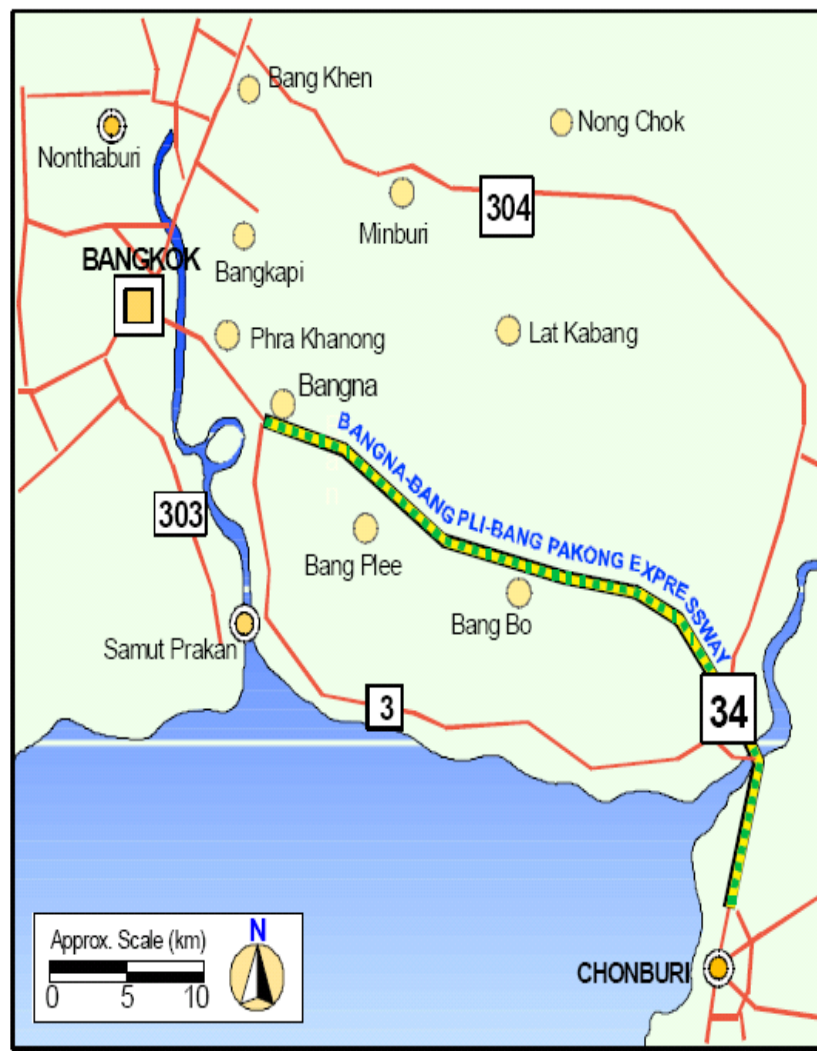 Bang Khen
Nong Chok
Nonthaburi
Minburi
304
BANGKOK
Bangkapi
Phra Khanong
Lat Kabang
Bangna
BANGNA-BANG PLI-BANG PAKONG EXPRESSWAY
303
Bang Plee
Bang Bo
Samut Prakan
3
34
N
Approx. Scale (km)
0 5 10
CHONBURI